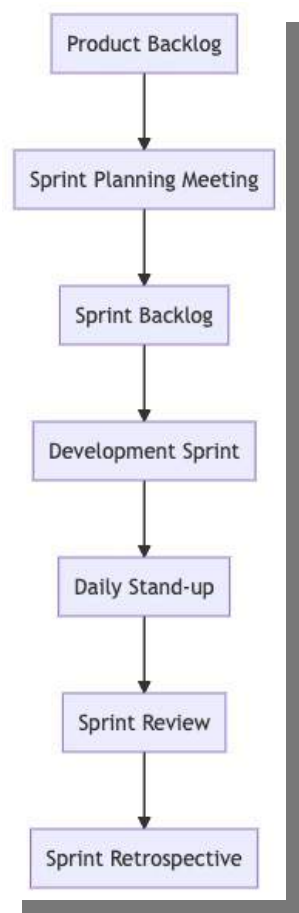 Product Backlog
Sprint Planning Meeting
Sprint Backlog
Development Sprint
Daily Stand-up
Sprint Review
Sprint Retrospective